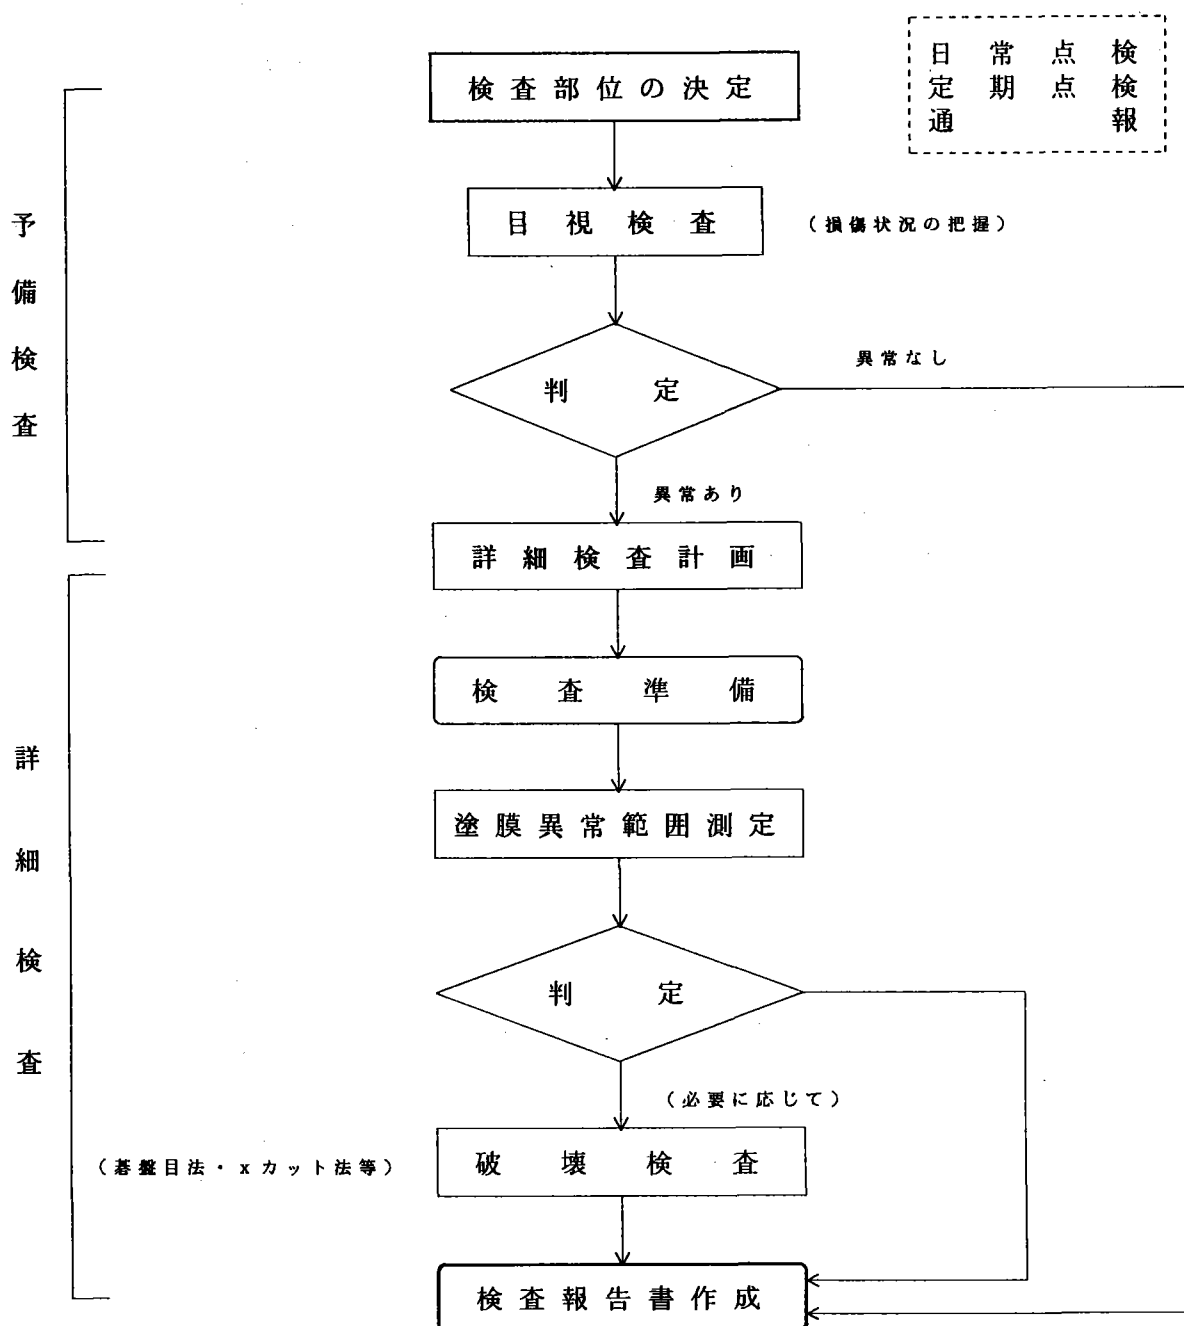 日常点検
定期点検
通報
検査部位の決定
予備検査
目視検査
（損傷状況の把握）
判定
異常なし
異常あり
詳細検査計画
詳細検査
検査準備
塗膜異常範囲測定
判定
（必要に応じて）
（碁盤目法・xカット法等）
破壊検査
検査報告書作成